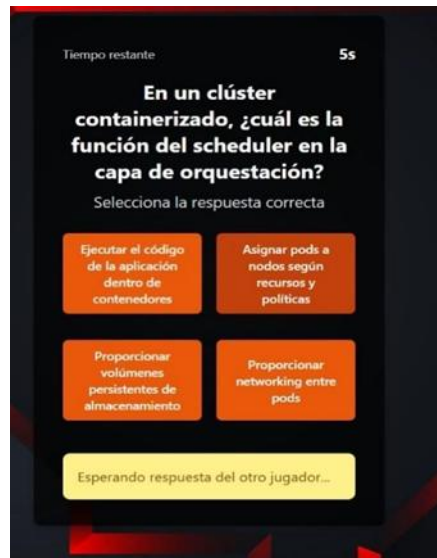 Tiempo restante 5s
En un clúster
containerizado, ¿cuál es la
función del scheduler en la
capa de orquestación?
Selecciona la respuesta correcta
Ejecutar el código
de la aplicación
dentro de
contenedores
Asignar pods a
nodos según
recursos y
políticas
Proporcionar
volúmenes
persistentes de
almacenamiento
Proporcionar
networking entre
pods
Esperando respuesta del otro jugador...